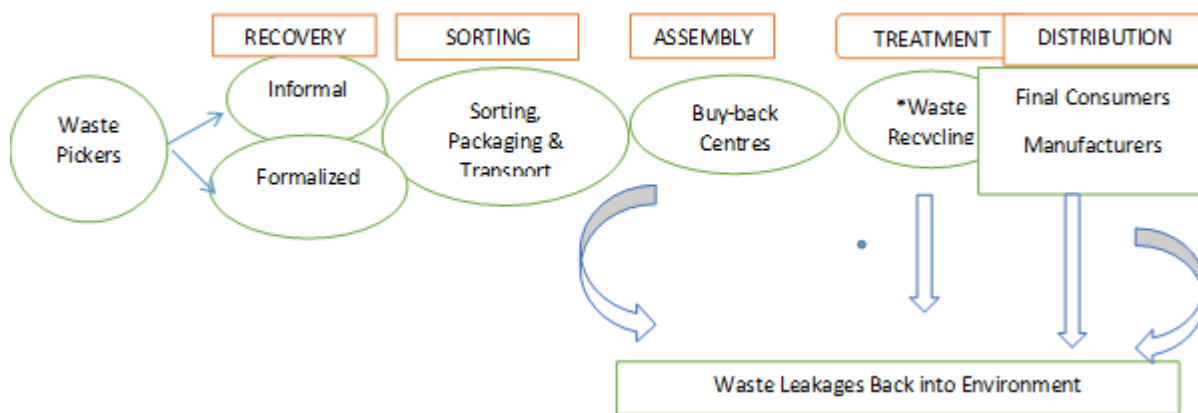 RECOVERY
SORTING
ASSEMBLY
TREATMENT
DISTRIBUTION
Waste
Pickers
Informal
Formalized
Sorting,
Packaging &
Transport
Buy-back
Centres
*Waste
Recycling
Final Consumers
Manufacturers
Waste Leakages Back into Environment